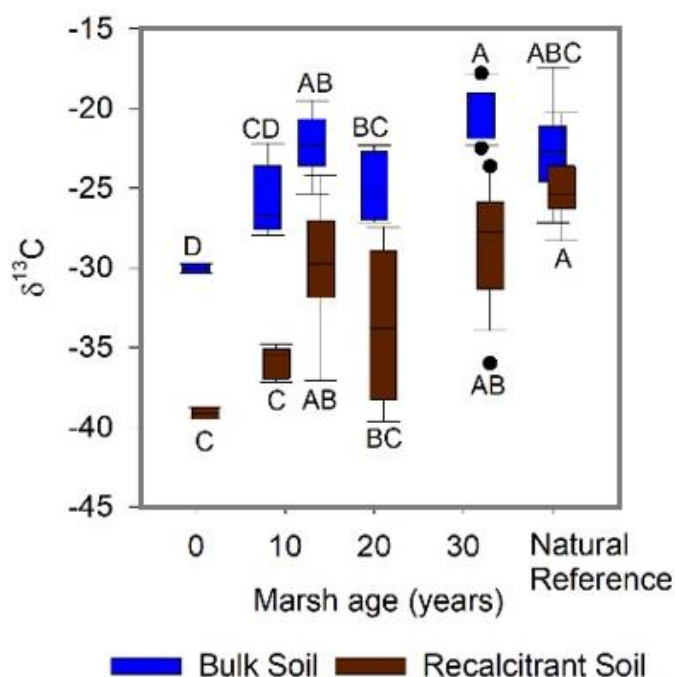 -15
A
ABC
AB
-20
CD
BC
-25
D
A
-30
δ13C
-35
C
AB
AB
C
BC
-40
-45
0
10
20
30
Natural
Reference
Marsh age (years)
Bulk Soil
Recalcitrant Soil